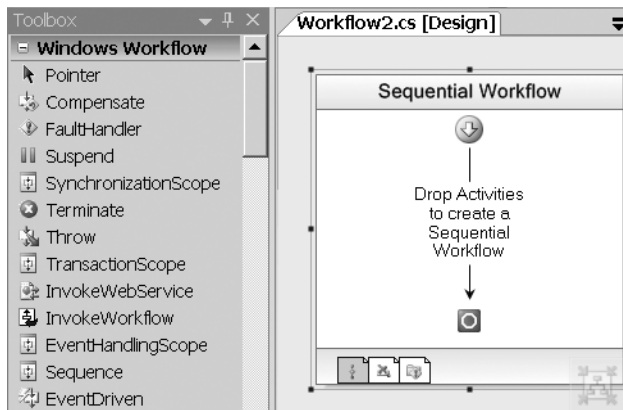 Toolbox
Windows Workflow
Pointer
Compensate
FaultHandler
Suspend
SynchronizationScope
Terminate
Throw
TransactionScope
InvokeWebService
InvokeWorkflow
EventHandlingScope
Sequence
EventDriven
Workflow2.cs [Design]
Sequential Workflow
Drop Activities
to create a
Sequential
Workflow